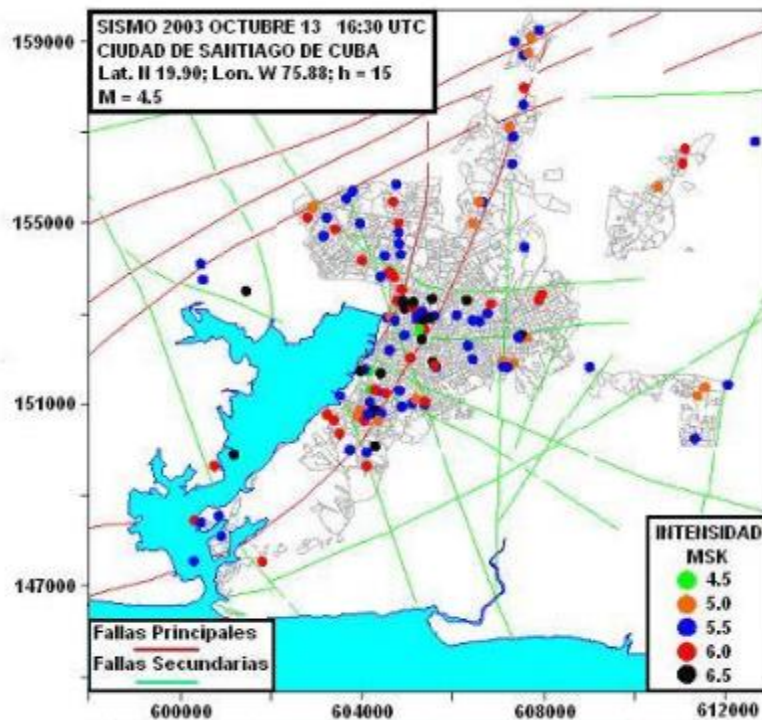 SISMO 2003 OCTUBRE 13 16:30 UTC
CIUDAD DE SANTIAGO DE CUBA
Lat. N 19.90; Lon. W 75.88; h = 15
M = 4.5
159000
155000
151000
147000
INTENSIDAD
MSK
4.5
5.0
5.5
6.0
6.5
Fallas Principales
Fallas Secundarias
600000
604000
608000
612000